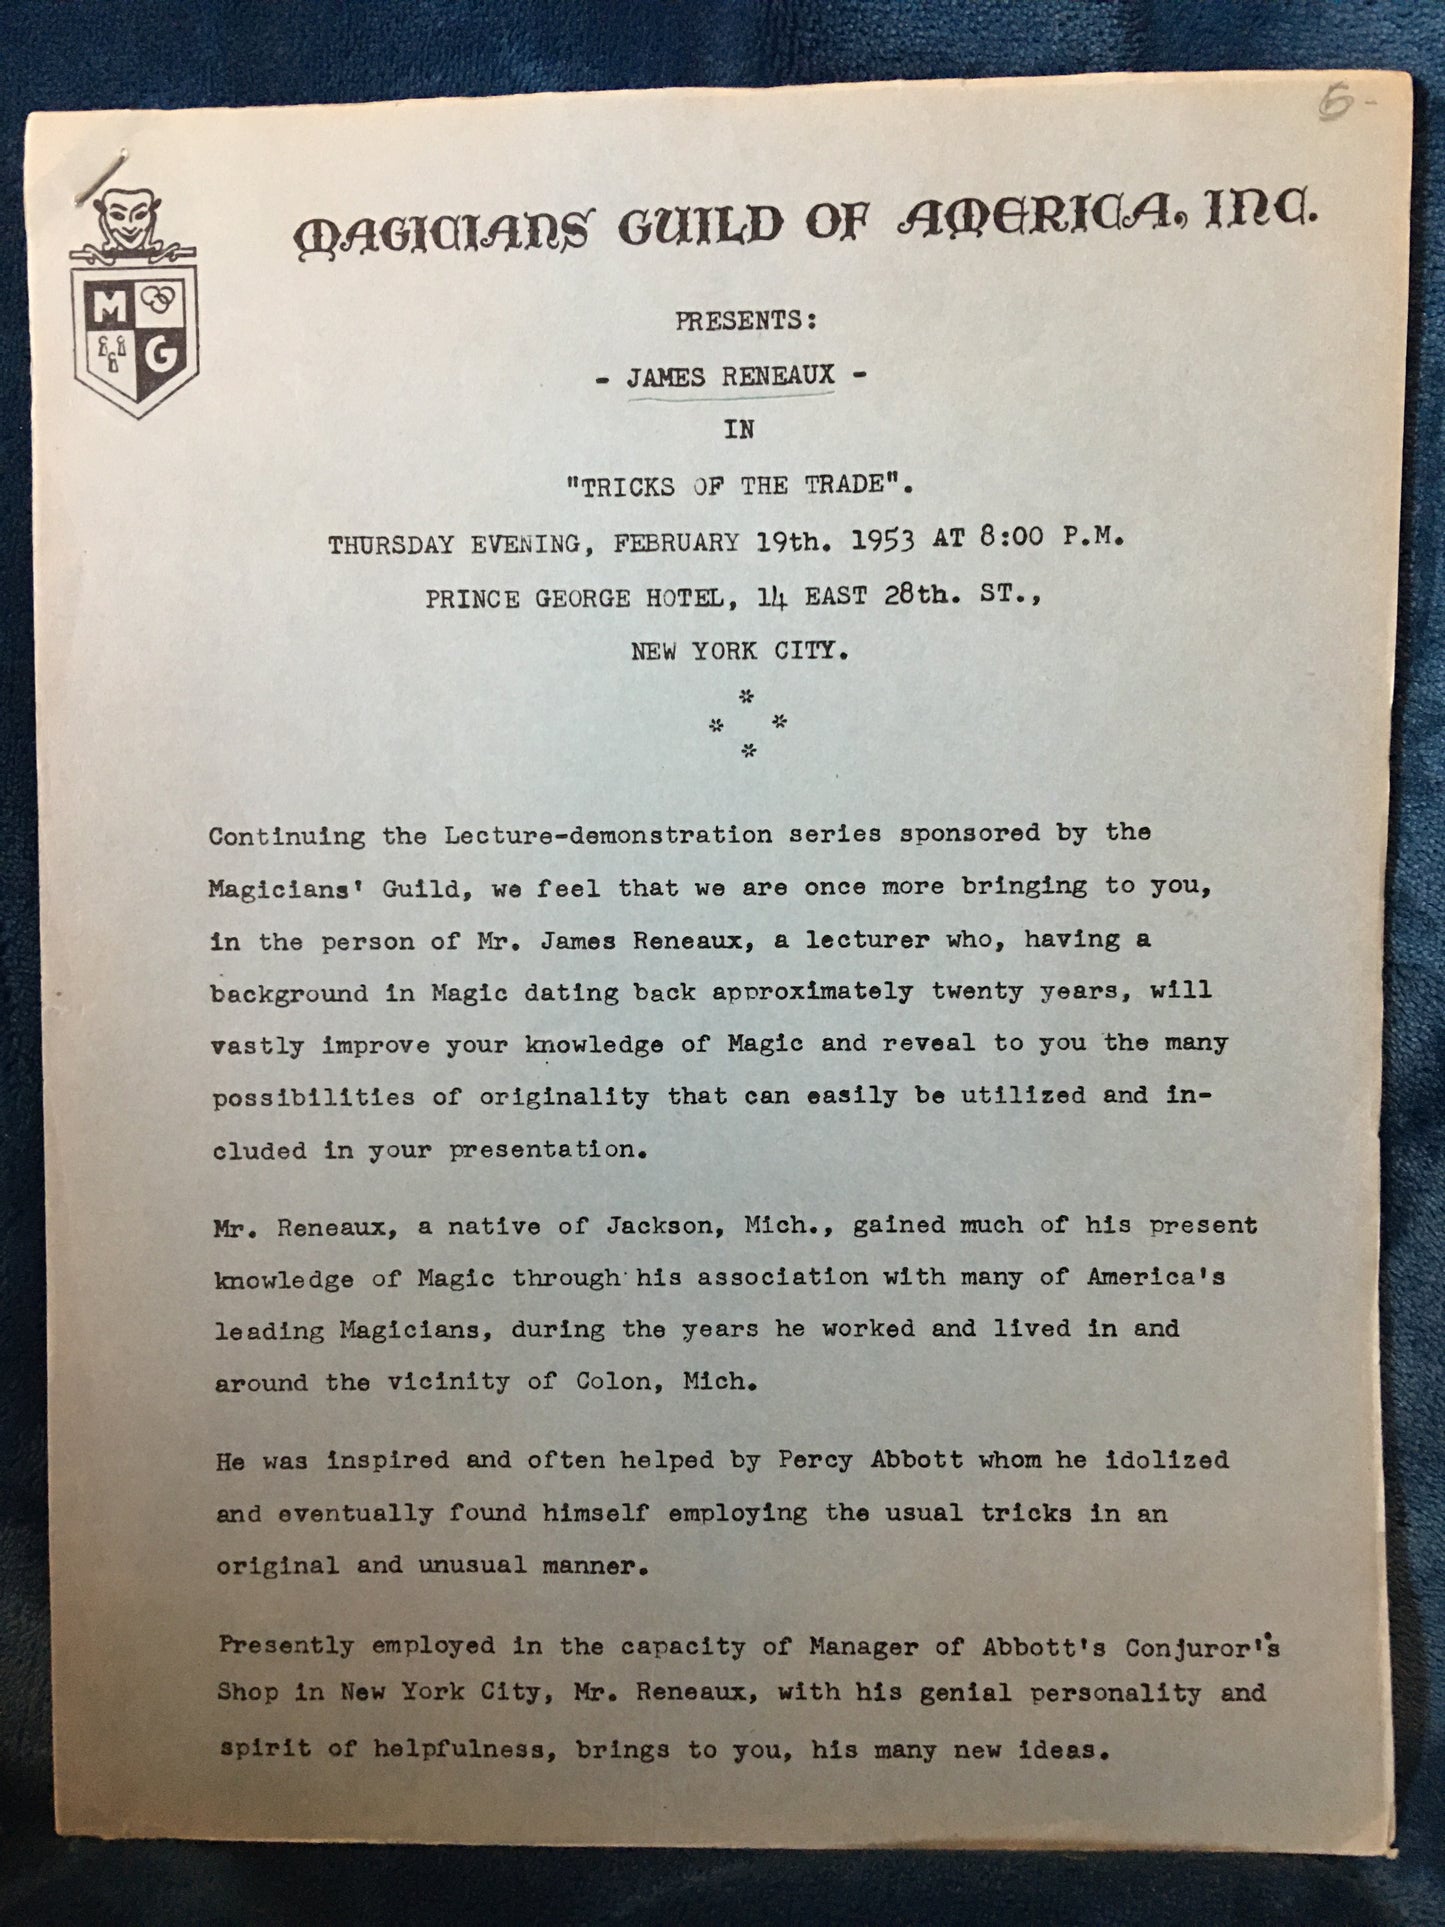 5-
MAGICIANS GUILD OF AMERICA, INC.
M
G
PRESENTS:
- JAMES RENEAUX -
IN
"TRICKS OF THE TRADE".
THURSDAY EVENING, FEBRUARY 19th. 1953 AT 8:00 P.M.
PRINCE GEORGE HOTEL, 14 EAST 28th. ST.,
NEW YORK CITY.
*
* *
*
Continuing the Lecture-demonstration series sponsored by the
Magicians' Guild, we feel that we are once more bringing to you,
in the person of Mr. James Reneaux, a lecturer who, having a
background in Magic dating back approximately twenty years, will
vastly improve your knowledge of Magic and reveal to you the many
possibilities of originality that can easily be utilized and in-
cluded in your presentation.
Mr. Reneaux, a native of Jackson, Mich., gained much of his present
knowledge of Magic through his association with many of America's
leading Magicians, during the years he worked and lived in and
around the vicinity of Colon, Mich.
He was inspired and often helped by Percy Abbott whom he idolized
and eventually found himself employing the usual tricks in an
original and unusual manner.
Presently employed in the capacity of Manager of Abbott's Conjuror's
Shop in New York City, Mr. Reneaux, with his genial personality and
spirit of helpfulness, brings to you, his many new ideas.